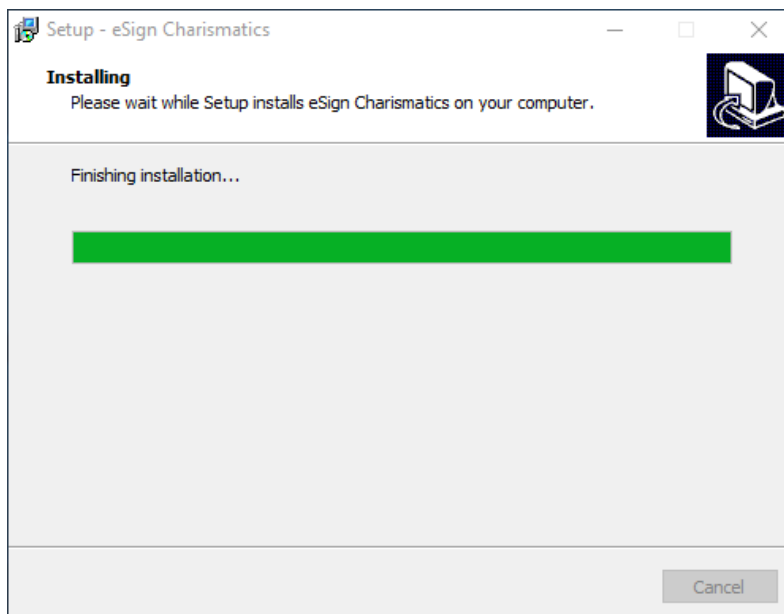 Setup - eSign Charismatics
Installing
Please wait while Setup installs eSign Charismatics on your computer.
Finishing installation...
Cancel